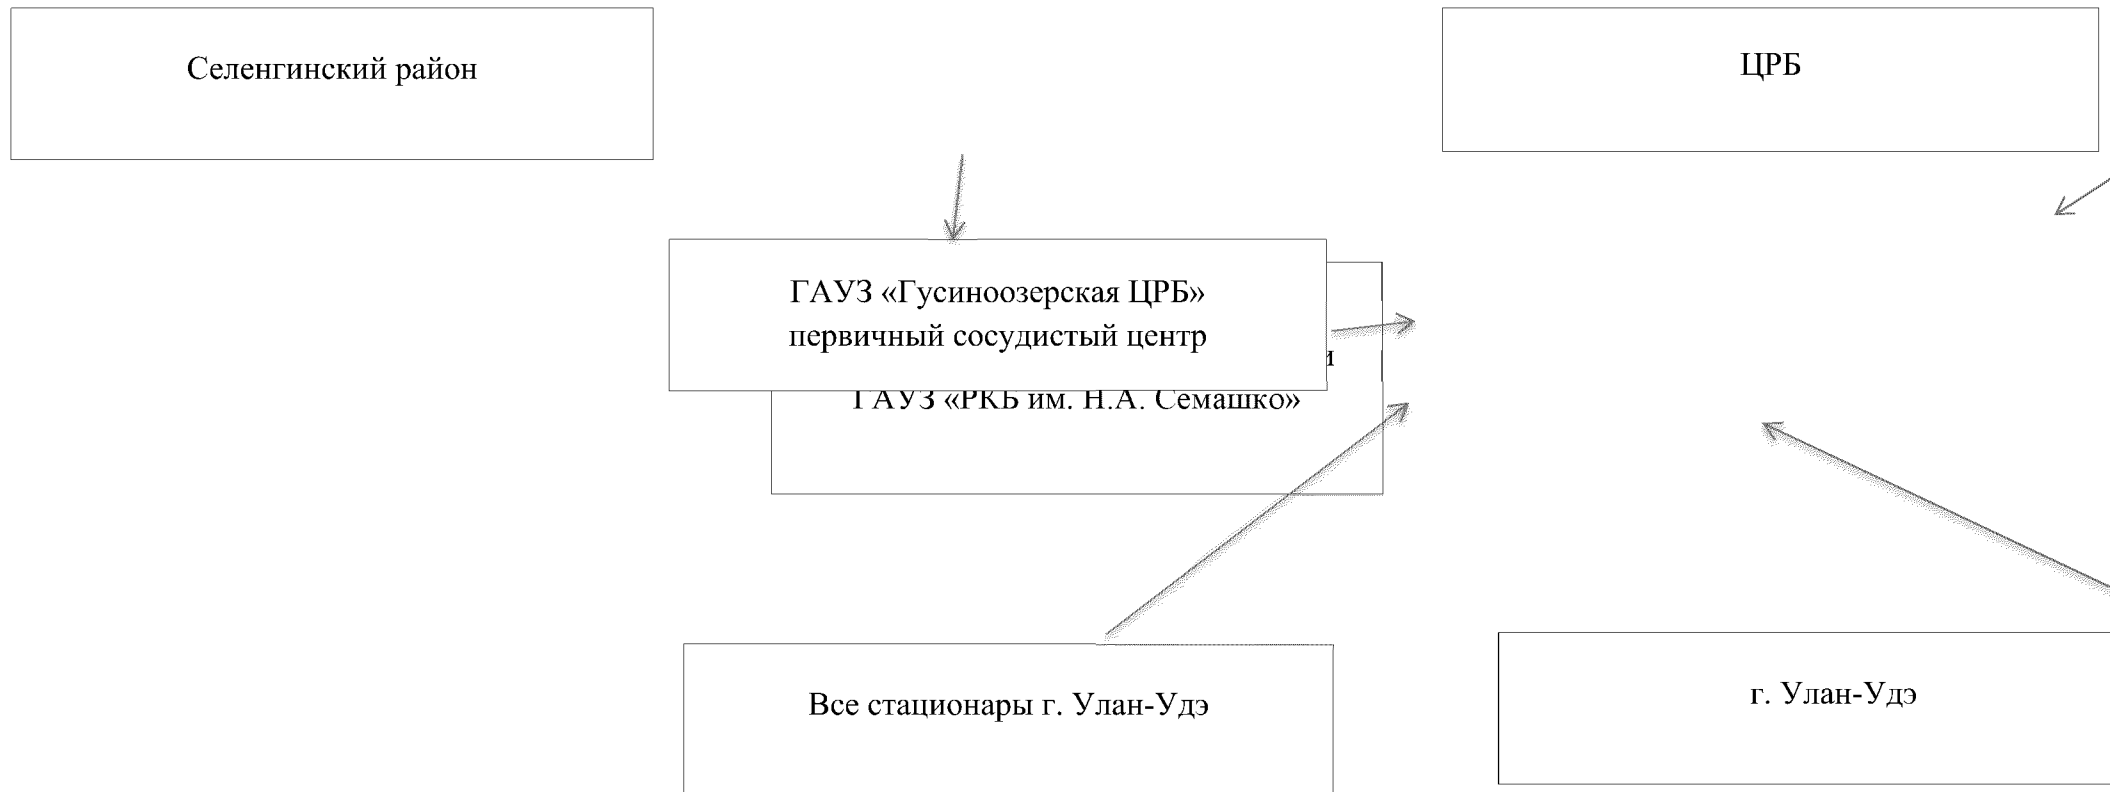 Селенгинский район
ЦРБ
ГАУЗ «Гусиноозерская ЦРБ»
первичный сосудистый центр
ГАУЗ «РКБ им. Н.А. Семашко»
Все стационары г. Улан-Удэ
г. Улан-Удэ